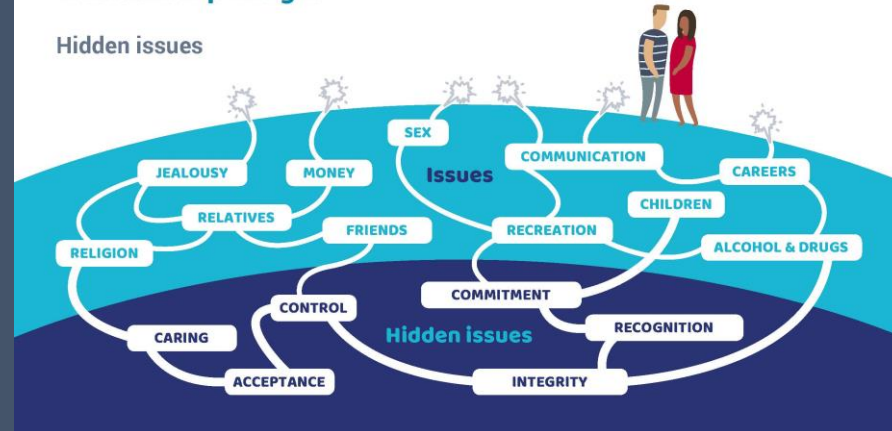 Hidden issues
SEX
COMMUNICATION
JEALOUSY
MONEY
Issues
CAREERS
CHILDREN
RELATIVES
FRIENDS
RECREATION
RELIGION
ALCOHOL & DRUGS
COMMITMENT
CONTROL
CARING
Hidden issues
RECOGNITION
ACCEPTANCE
INTEGRITY